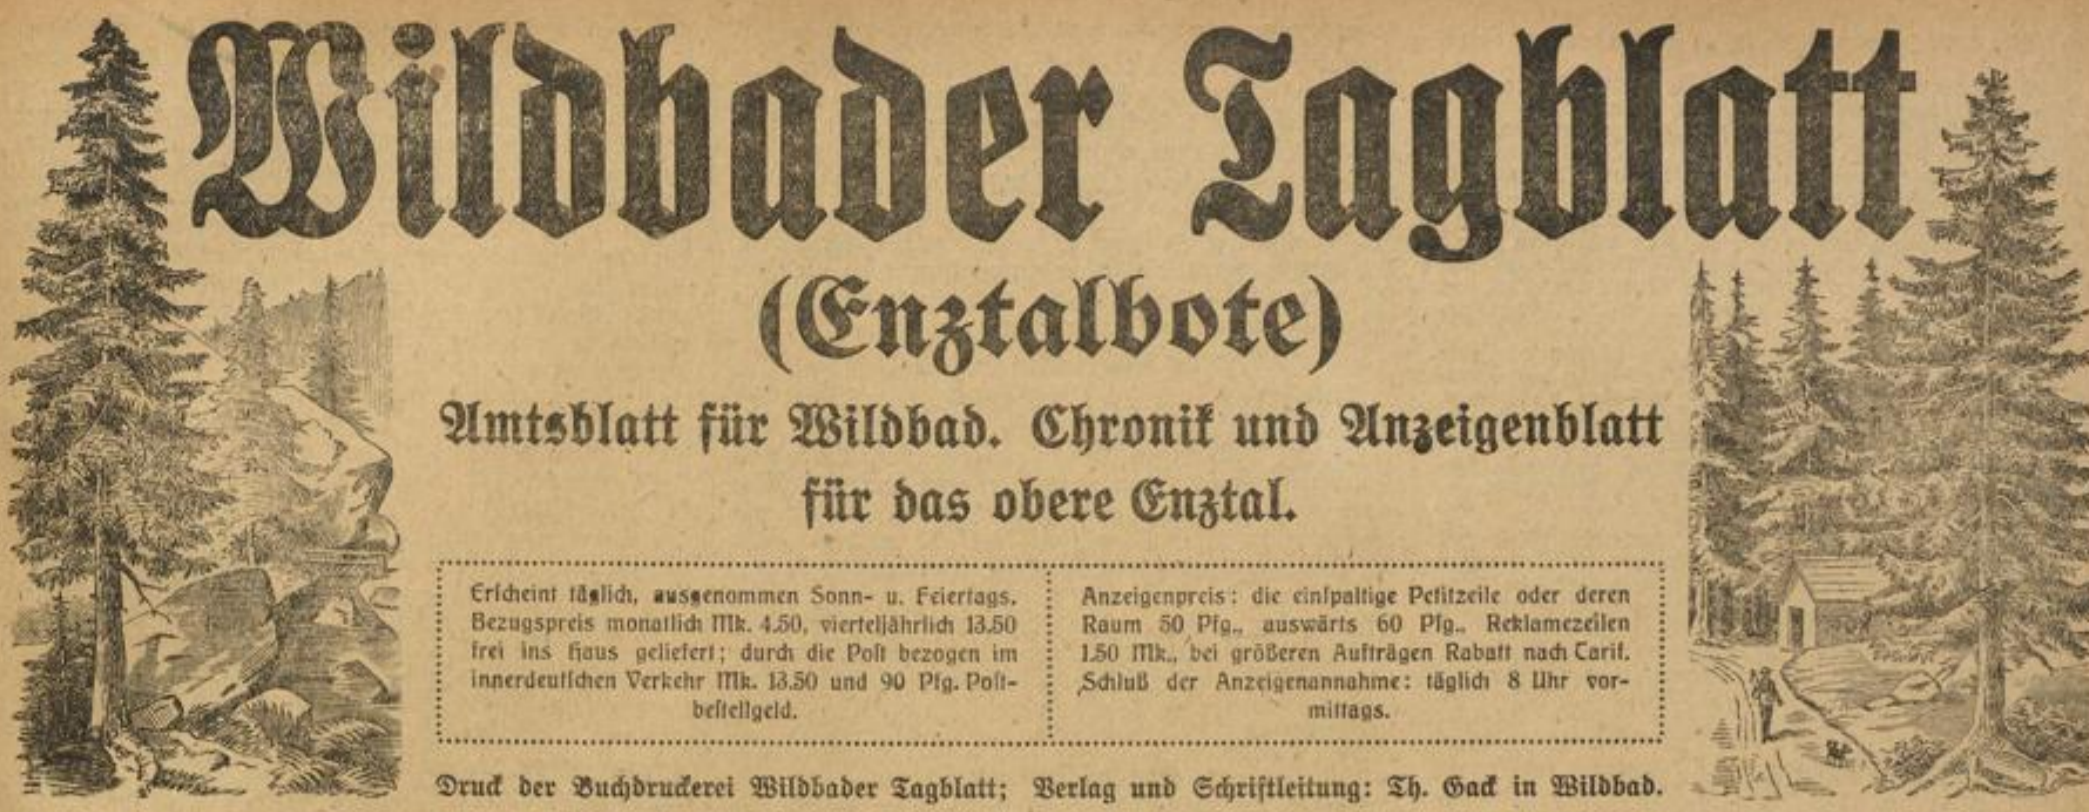 Wildbader Tagblatt
(Enztalbote)
Amtsblatt für Wildbad. Chronik und Anzeigenblatt
für das obere Enztal.
Erscheint täglich, ausgenommen Sonn- u. Feiertags.
Bezugspreis monatlich Mk. 4.50, vierteljährlich 13.50
frei ins Haus geliefert; durch die Post bezogen im
innerdeutschen Verkehr Mk. 13.50 und 90 Pfg. Post-
bestellgeld.
Anzeigenpreis: die einspaltige Petitzeile oder deren
Raum 50 Pfg., auswärts 60 Pfg., Reklamezeilen
1.50 Mk., bei größeren Aufträgen Rabatt nach Tarif.
Schluß der Anzeigenannahme: täglich 8 Uhr vor-
mittags.
Druck der Buchdruckerei Wildbader Tagblatt; Verlag und Schriftleitung: Th. Gack in Wildbad.